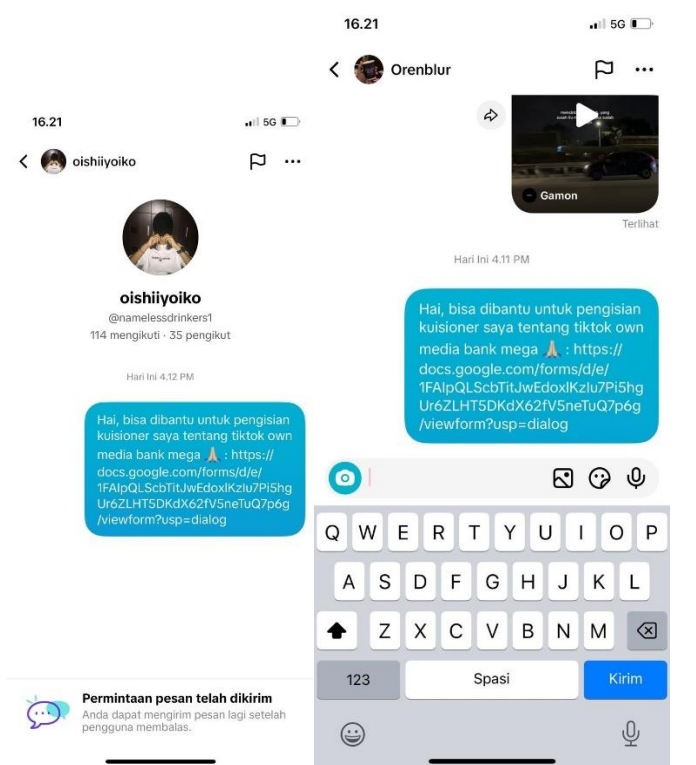 16.21
5G
oishiiyoiko
oishiiyoiko
@namelessdrinkers1
114 mengikuti · 35 pengikut
Hari Ini 4.12 PM
Hai, bisa dibantu untuk pengisian
kuisioner saya tentang tiktok own
media bank mega 🙏🏼 : https://
docs.google.com/forms/d/e/
1FAIpQLScbTitJwEdoxIKzIu7Pi5hg
Ur6ZLHT5DKdX62fV5neTuQ7p6g
/viewform?usp=dialog
Permintaan pesan telah dikirim
Anda dapat mengirim pesan lagi setelah
pengguna membalas.
16.21
5G
Orenblur
Gamon
Terlihat
Hari Ini 4.11 PM
Hai, bisa dibantu untuk pengisian
kuisioner saya tentang tiktok own
media bank mega 🙏🏼 : https://
docs.google.com/forms/d/e/
1FAIpQLScbTitJwEdoxIKzIu7Pi5hg
Ur6ZLHT5DKdX62fV5neTuQ7p6g
/viewform?usp=dialog
Q W E R T Y U I O P
A S D F G H J K L
Z X C V B N M
123 Spasi Kirim